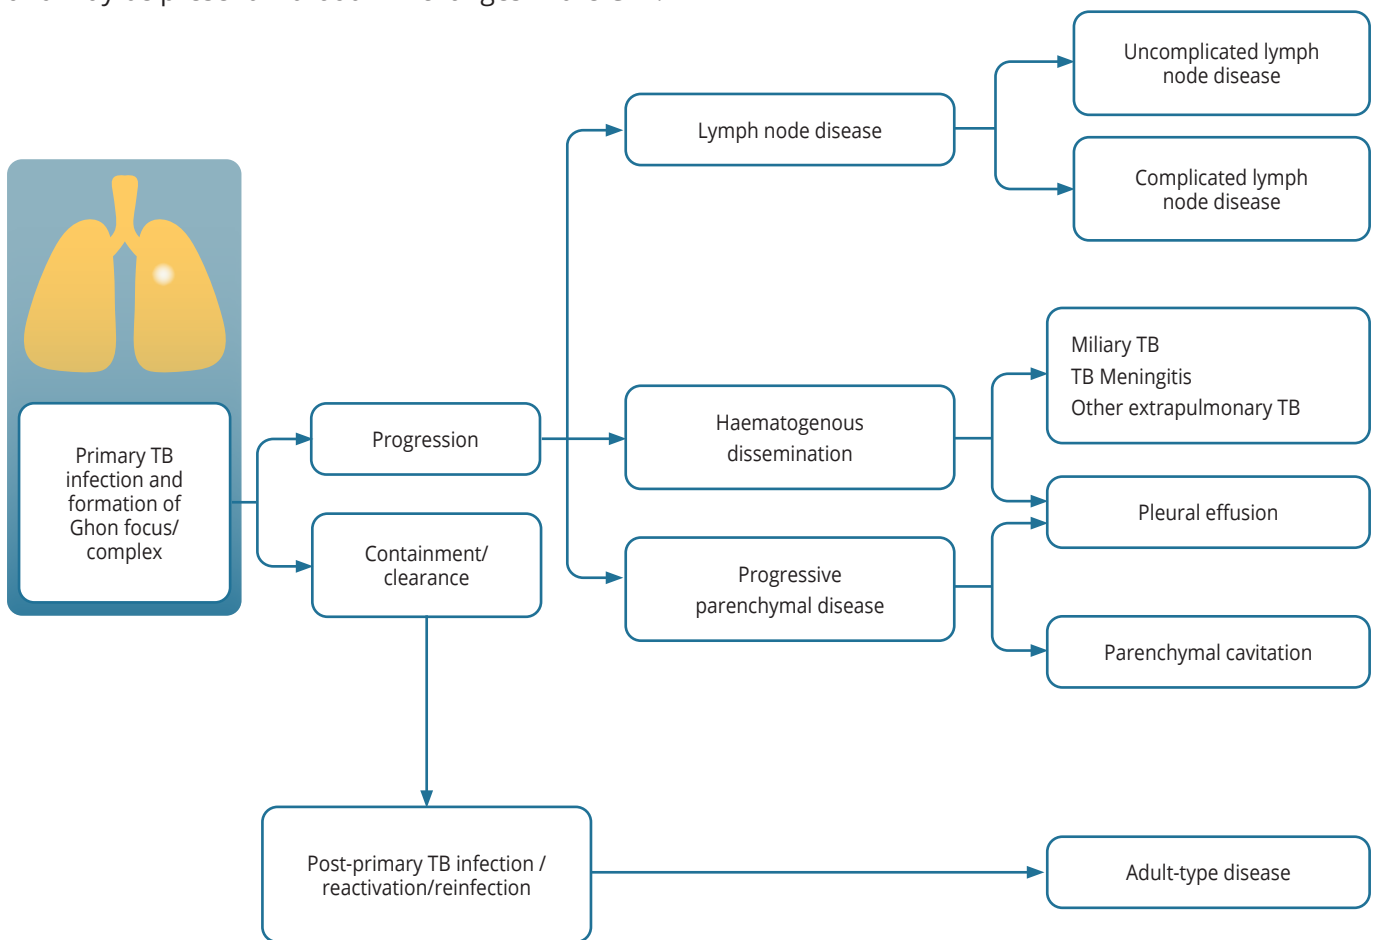 Uncomplicated lymph
node disease
Lymph node disease
Complicated lymph
node disease
Miliary TB
TB Meningitis
Other extrapulmonary TB
Haematogenous
dissemination
Progression
Primary TB
infection and
formation of
Ghon focus/
complex
Pleural effusion
Containment/
clearance
Progressive
parenchymal disease
Parenchymal cavitation
Post-primary TB infection /
reactivation/reinfection
Adult-type disease